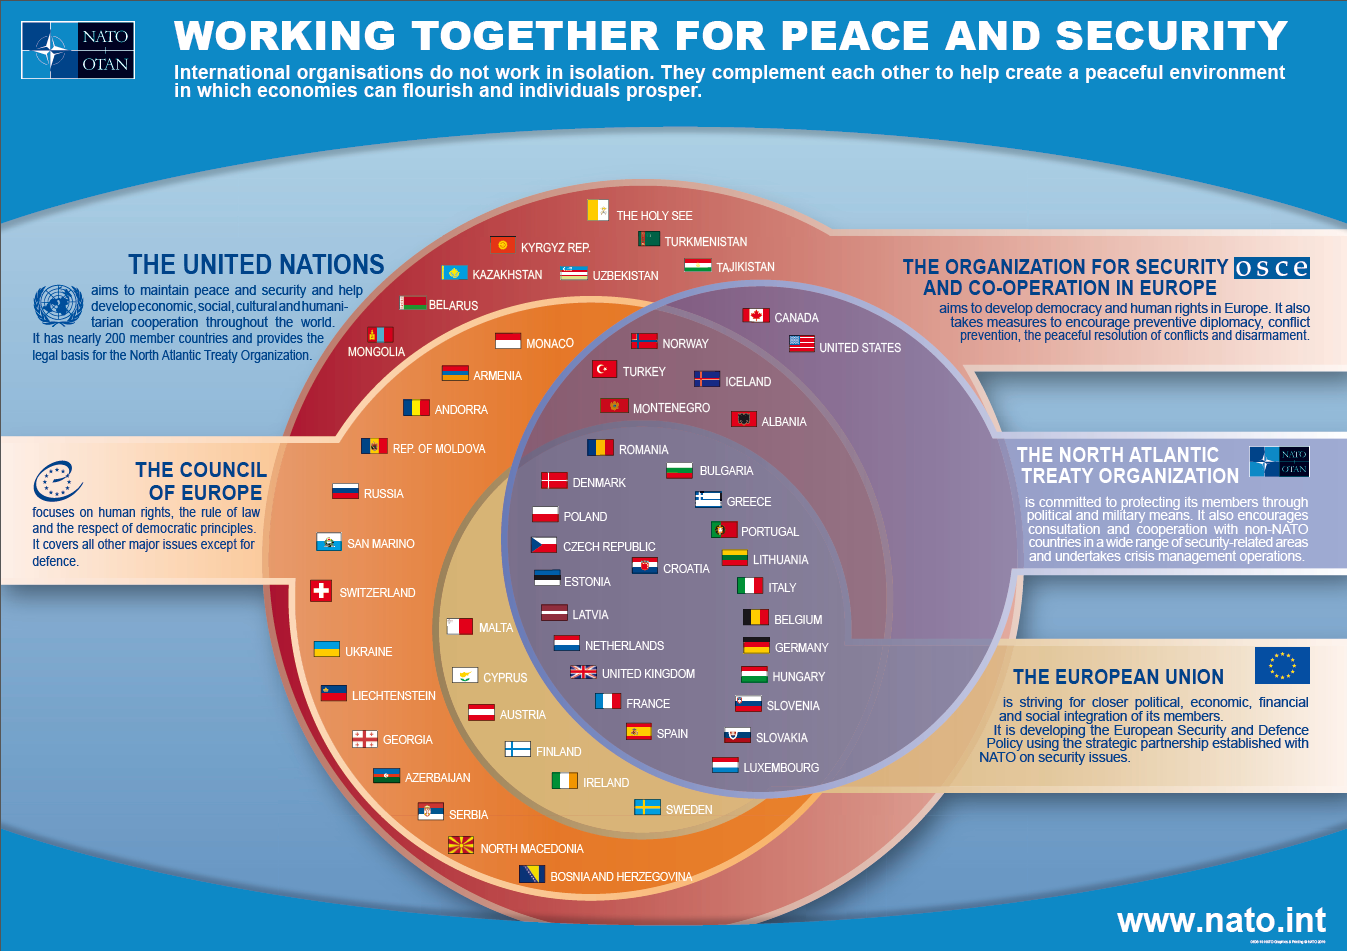 NATO
OTAN
WORKING TOGETHER FOR PEACE AND SECURITY
International organisations do not work in isolation. They complement each other to help create a peaceful environment
in which economies can flourish and individuals prosper.
THE UNITED NATIONS
aims to maintain peace and security and help
develop economic, social, cultural and humani-
tarian cooperation throughout the world.
It has nearly 200 member countries and provides the
legal basis for the North Atlantic Treaty Organization.
THE COUNCIL
OF EUROPE
focuses on human rights, the rule of law
and the respect of democratic principles.
It covers all other major issues except for
defence.
THE ORGANIZATION FOR SECURITY
AND CO-OPERATION IN EUROPE
osce
aims to develop democracy and human rights in Europe. It also
takes measures to encourage preventive diplomacy, conflict
prevention, the peaceful resolution of conflicts and disarmament.
THE NORTH ATLANTIC
TREATY ORGANIZATION
NATO
OTAN
is committed to protecting its members through
political and military means. It also encourages
consultation and cooperation with non-NATO
countries in a wide range of security-related areas
and undertakes crisis management operations.
THE EUROPEAN UNION
is striving for closer political, economic, financial
and social integration of its members.
It is developing the European Security and Defence
Policy using the strategic partnership established with
NATO on security issues.
THE HOLY SEE
KYRGYZ REP.
TURKMENISTAN
KAZAKHSTAN
UZBEKISTAN
TAJIKISTAN
BELARUS
MONGOLIA
CANADA
UNITED STATES
MONACO
NORWAY
ARMENIA
TURKEY
ICELAND
ANDORRA
MONTENEGRO
ALBANIA
REP. OF MOLDOVA
ROMANIA
BULGARIA
RUSSIA
DENMARK
GREECE
SAN MARINO
POLAND
PORTUGAL
CZECH REPUBLIC
CROATIA
LITHUANIA
SWITZERLAND
ESTONIA
ITALY
MALTA
LATVIA
BELGIUM
UKRAINE
NETHERLANDS
GERMANY
CYPRUS
UNITED KINGDOM
HUNGARY
LIECHTENSTEIN
AUSTRIA
FRANCE
SLOVENIA
GEORGIA
FINLAND
SPAIN
SLOVAKIA
AZERBAIJAN
IRELAND
LUXEMBOURG
SERBIA
SWEDEN
NORTH MACEDONIA
BOSNIA AND HERZEGOVINA
www.nato.int